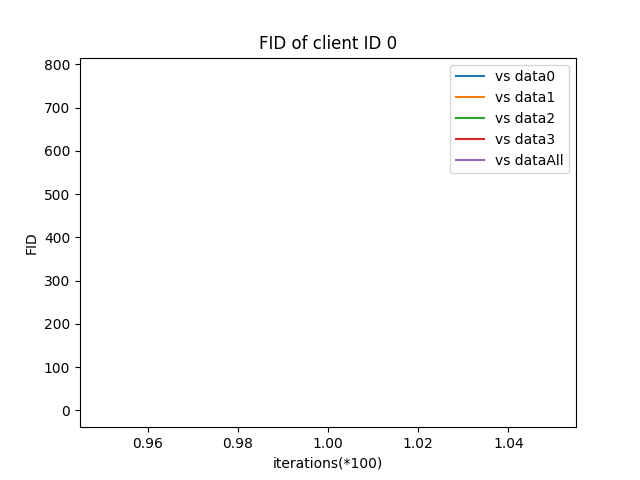 FID of client ID 0
800
700
600
500
400
300
200
100
0
FID
vs data0
vs data1
vs data2
vs data3
vs dataAll
0.96 0.98 1.00 1.02 1.04
iterations(*100)